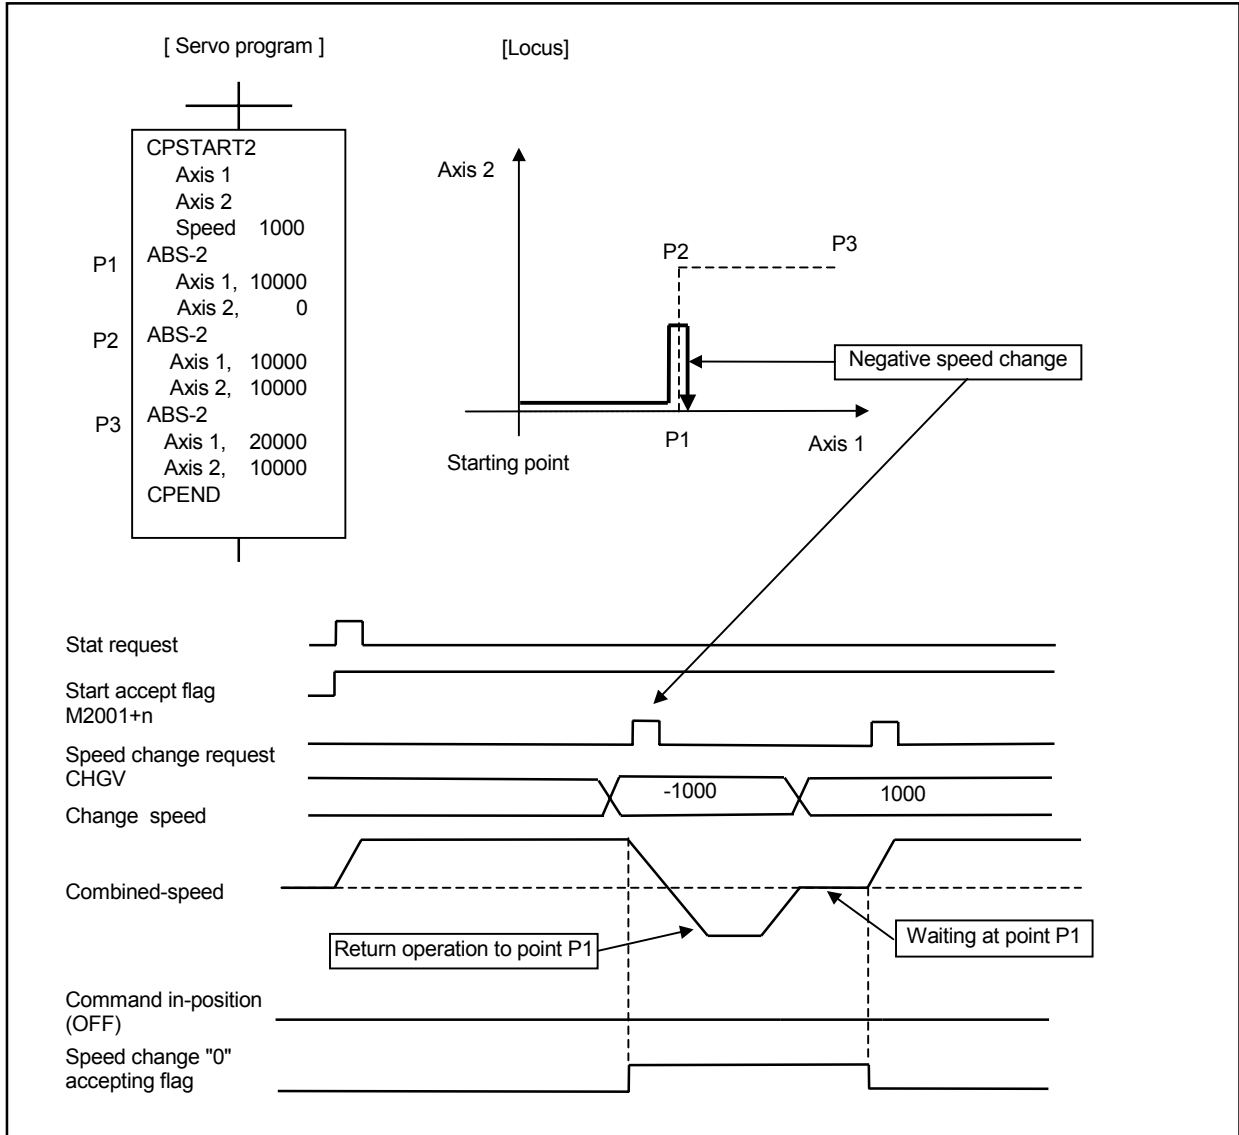 [ Servo program ]
[Locus]
CPSTART2
Axis 1
Axis 2
Speed 1000
P1 ABS-2
Axis 1, 10000
Axis 2, 0
P2 ABS-2
Axis 1, 10000
Axis 2, 10000
P3 ABS-2
Axis 1, 20000
Axis 2, 10000
CPEND
Axis 2
P2
P3
Negative speed change
P1
Axis 1
Starting point
Stat request
Start accept flag
M2001+n
Speed change request
CHGV
Change speed
-1000
1000
Combined-speed
Return operation to point P1
Waiting at point P1
Command in-position
(OFF)
Speed change "0"
accepting flag